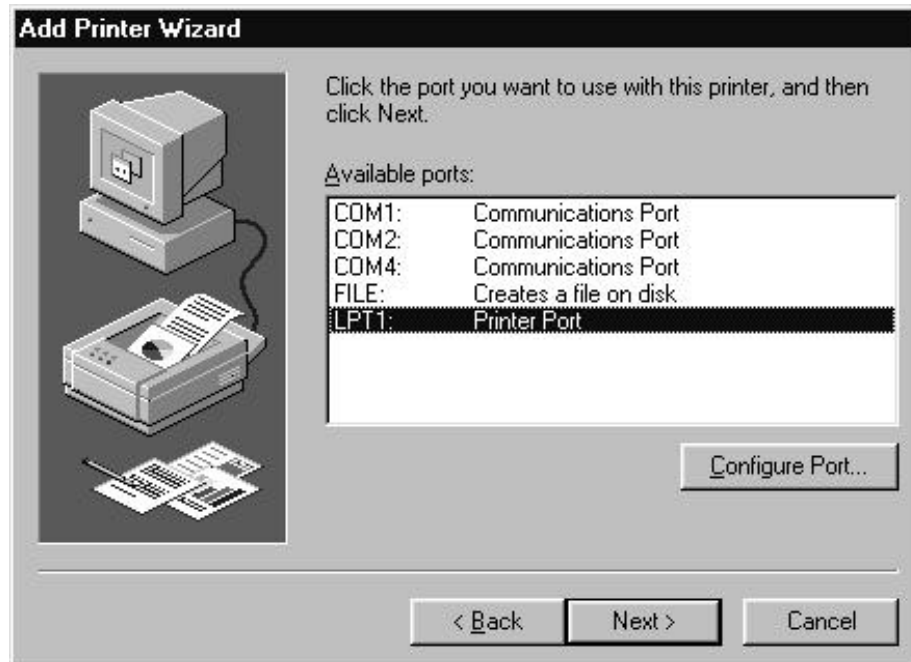 Add Printer Wizard
Click the port you want to use with this printer, and then
click Next.
Available ports:
COM1: Communications Port
COM2: Communications Port
COM4: Communications Port
FILE: Creates a file on disk
LPT1: Printer Port
Configure Port...
< Back Next > Cancel